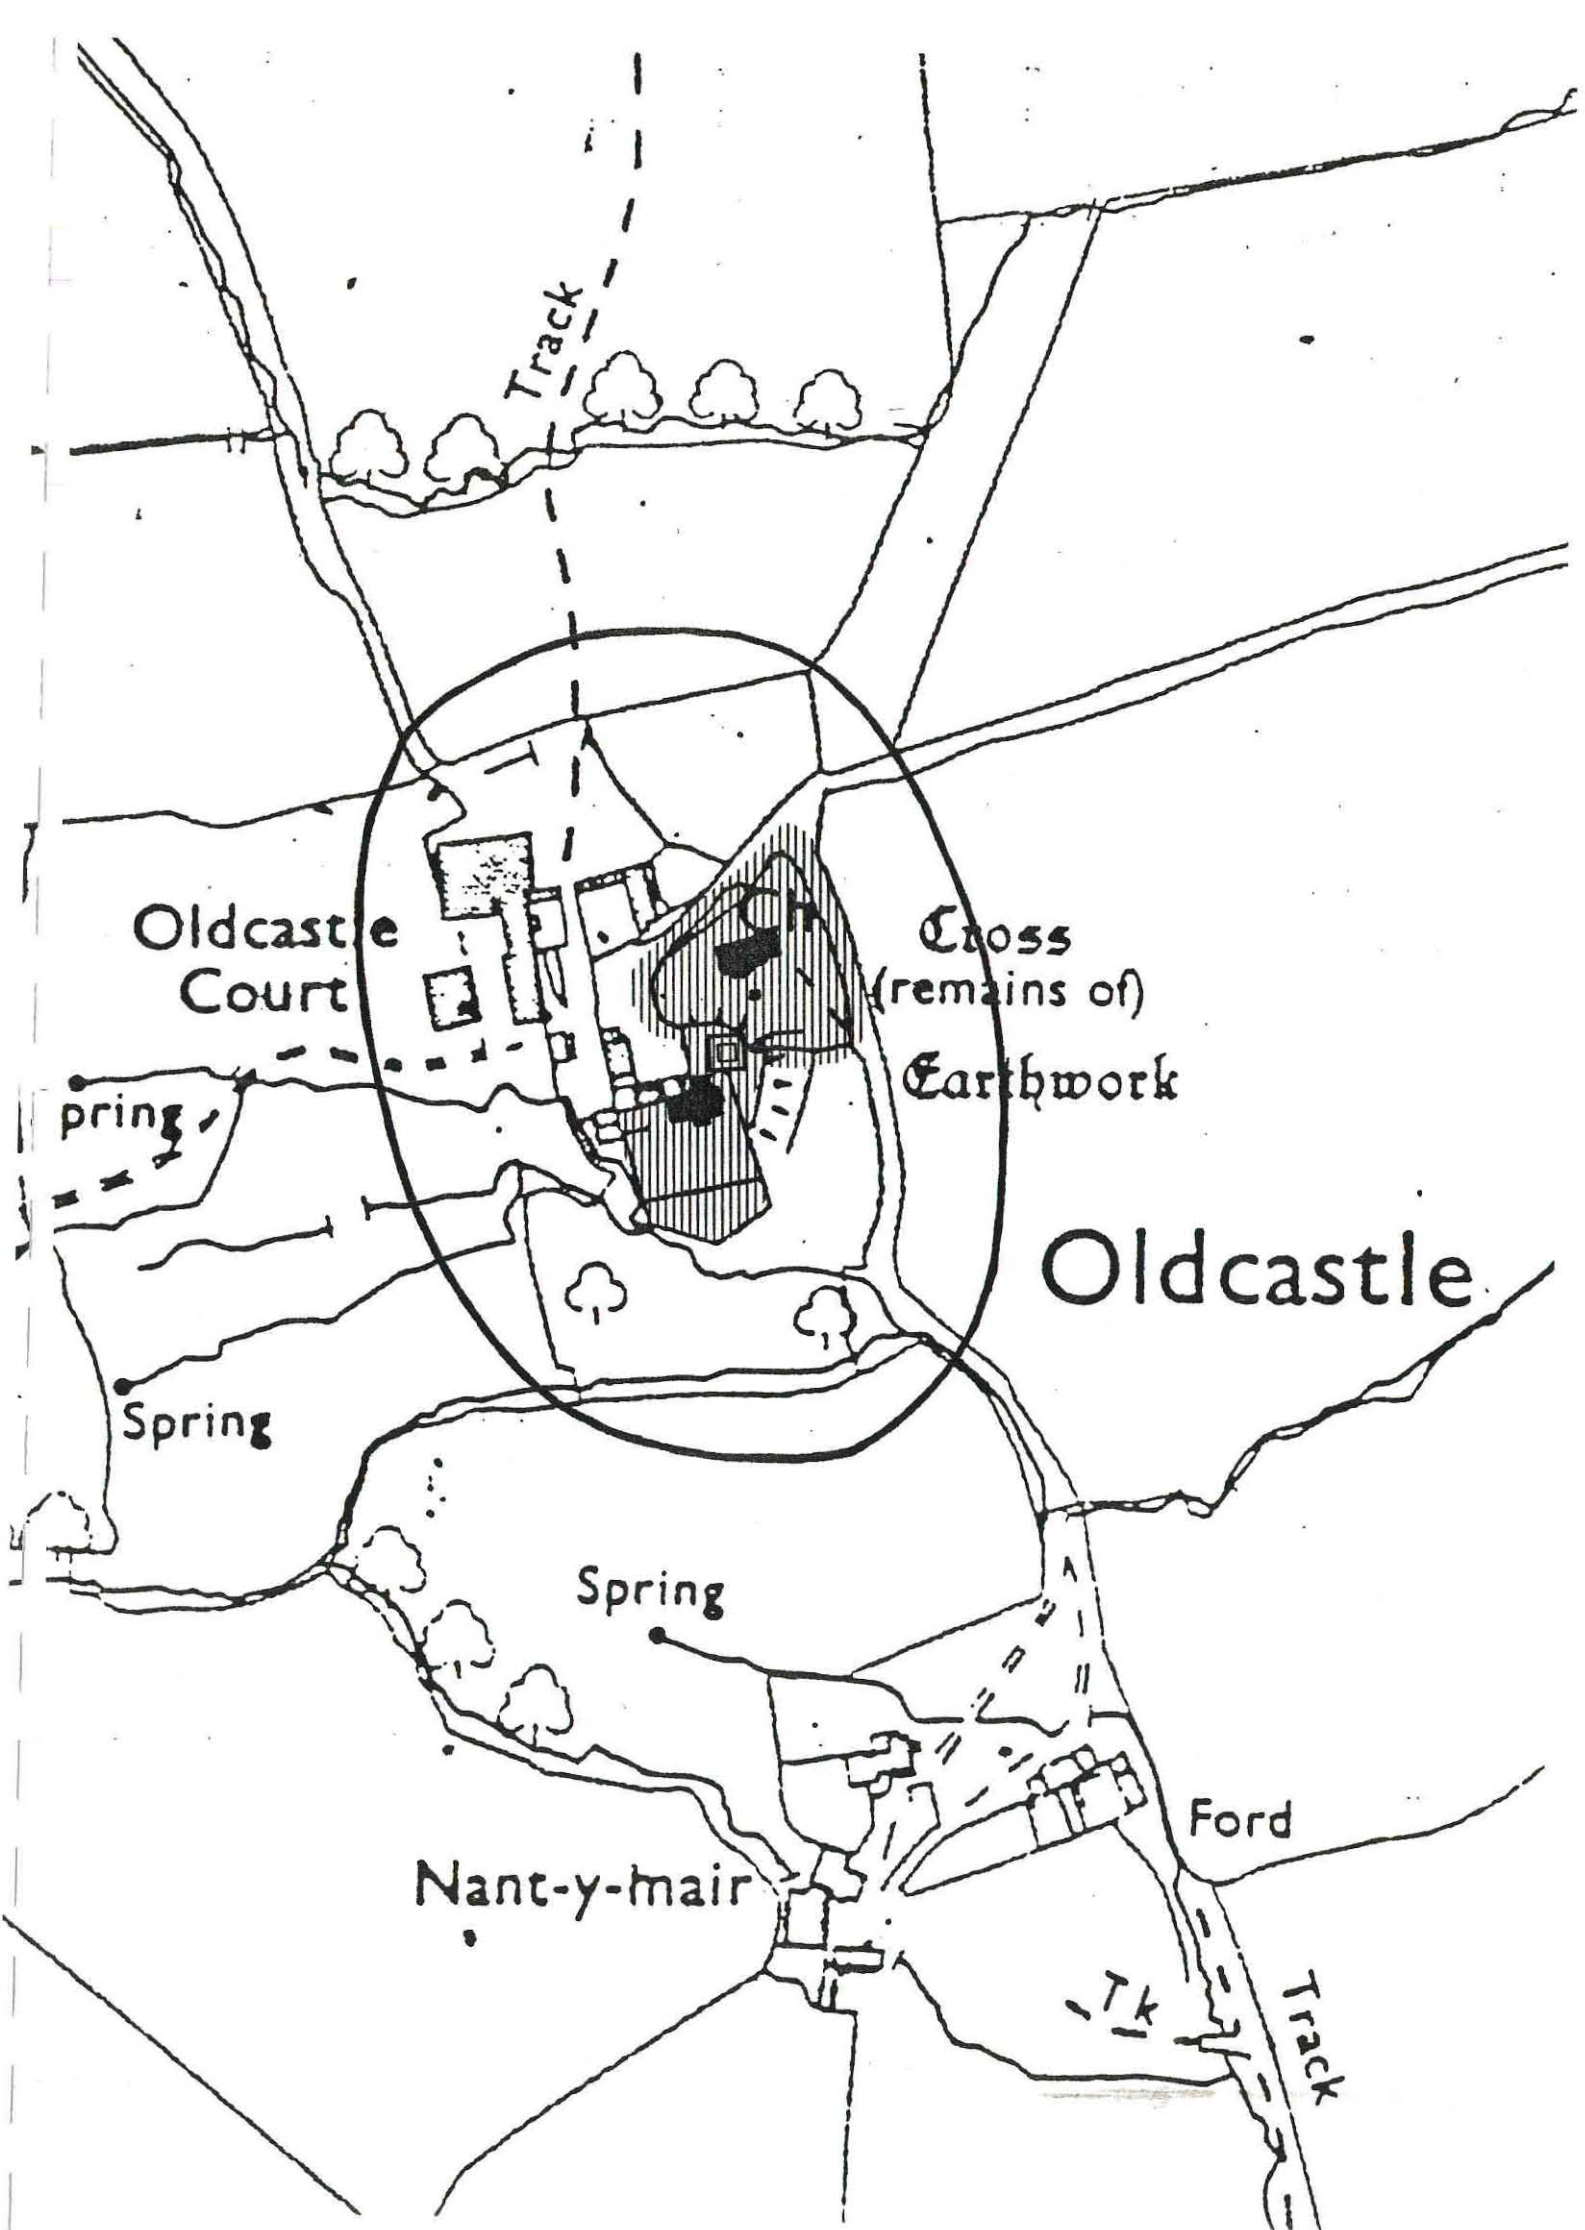 Track
Oldcastle
Court
Ch
Cross
(remains of)
Earthwork
pring
Oldcastle
Spring
Spring
Ford
Nant-y-mair
Tk
Track